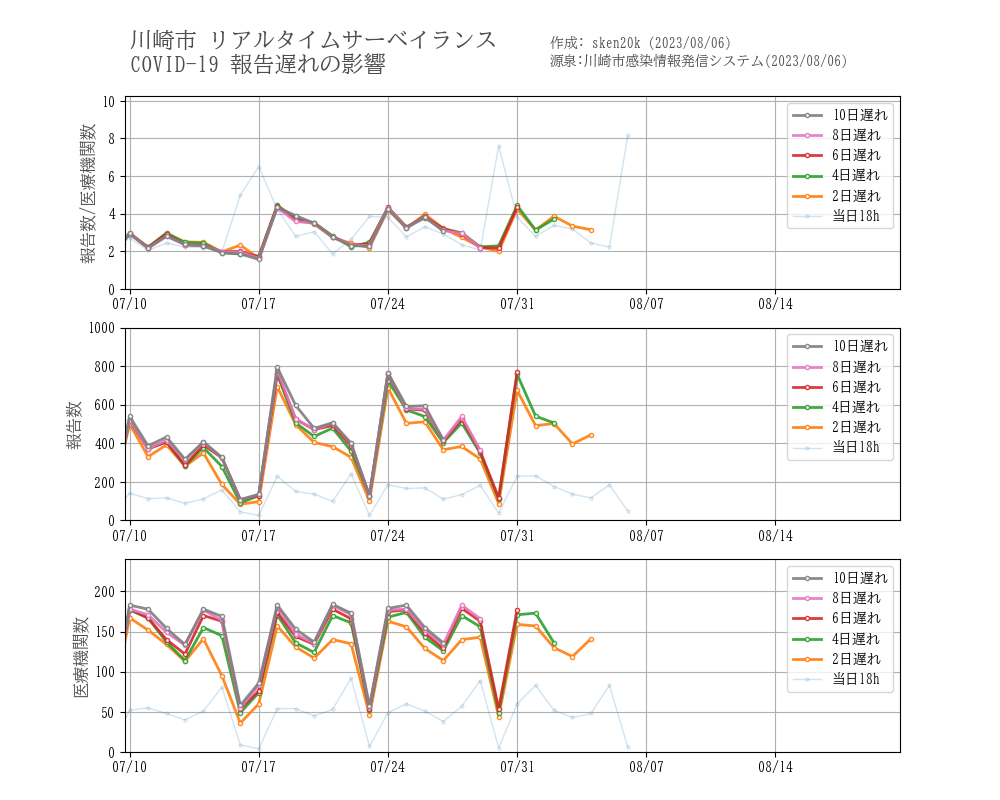 川崎市 リアルタイムサーベイランス
COVID-19 報告遅れの影響
作成: sken20k (2023/08/06)
源泉:川崎市感染情報発信システム(2023/08/06)
報告数/医療機関数
10
8
6
4
2
0
10日遅れ
8日遅れ
6日遅れ
4日遅れ
2日遅れ
当日18h
07/10 07/17 07/24 07/31 08/07 08/14
報告数
1000
800
600
400
200
0
10日遅れ
8日遅れ
6日遅れ
4日遅れ
2日遅れ
当日18h
07/10 07/17 07/24 07/31 08/07 08/14
医療機関数
200
150
100
50
0
10日遅れ
8日遅れ
6日遅れ
4日遅れ
2日遅れ
当日18h
07/10 07/17 07/24 07/31 08/07 08/14